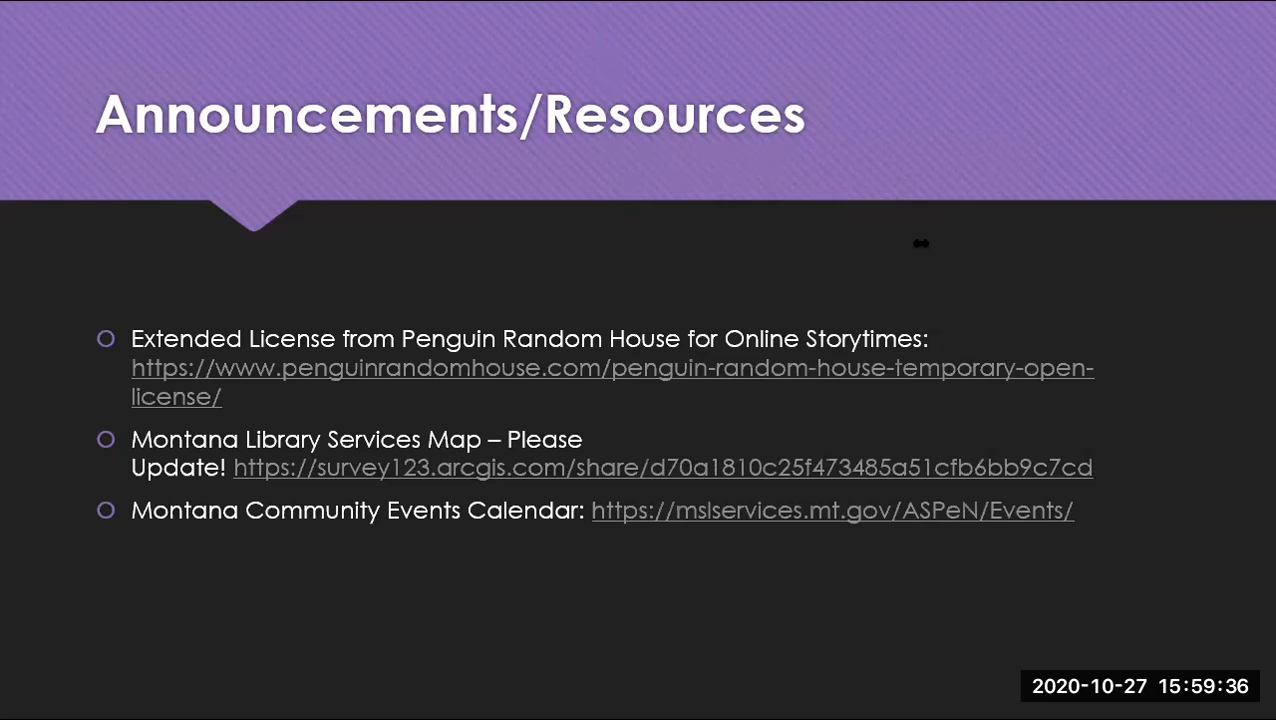 Announcements/Resources
Extended License from Penguin Random House for Online Storytimes:
https://www.penguinrandomhouse.com/penguin-random-house-temporary-open-
license/
Montana Library Services Map – Please
Update! https://survey123.arcgis.com/share/d70a1810c25f473485a51cfb6bb9c7cd
Montana Community Events Calendar: https://mslservices.mt.gov/ASPeN/Events/
2020-10-27 15:59:36